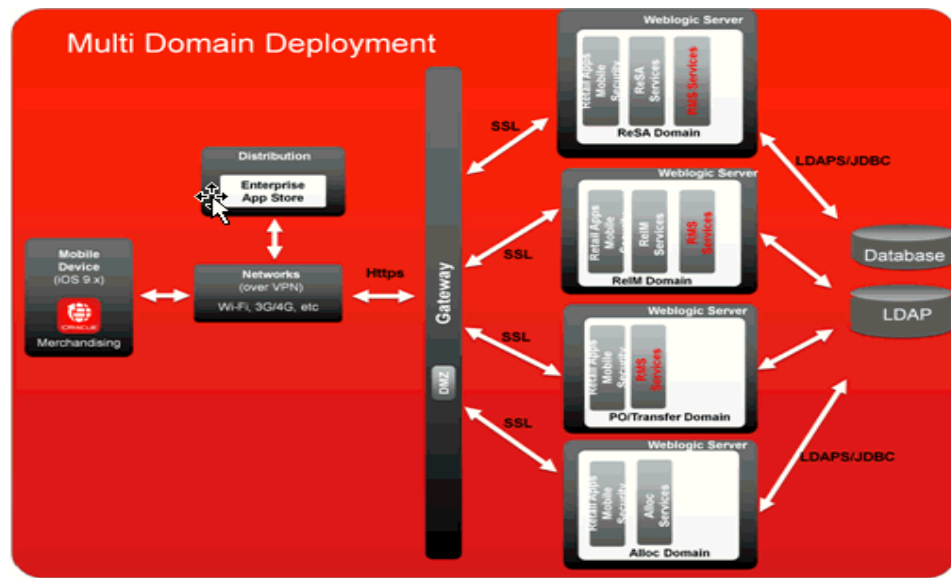 Multi Domain Deployment
Distribution
Enterprise
App Store
Mobile
Device
(iOS 9.x)
ORACLE
Merchandising
Networks
(over VPN)
Wi-Fi, 3G/4G, etc
Https
Gateway
DMZ
SSL
SSL
SSL
SSL
Weblogic Server
Retail Apps
Mobile
Security
ReSA
Services
RMS Services
ReSA Domain
Weblogic Server
Retail Apps
Mobile
Security
ReIM
Services
RMS
Services
ReIM Domain
Weblogic Server
Retail Apps
Mobile
Security
RMS
Services
PO/Transfer Domain
Weblogic Server
Retail Apps
Mobile
Security
Alloc
Services
Alloc Domain
LDAPS/JDBC
Database
LDAP
LDAPS/JDBC